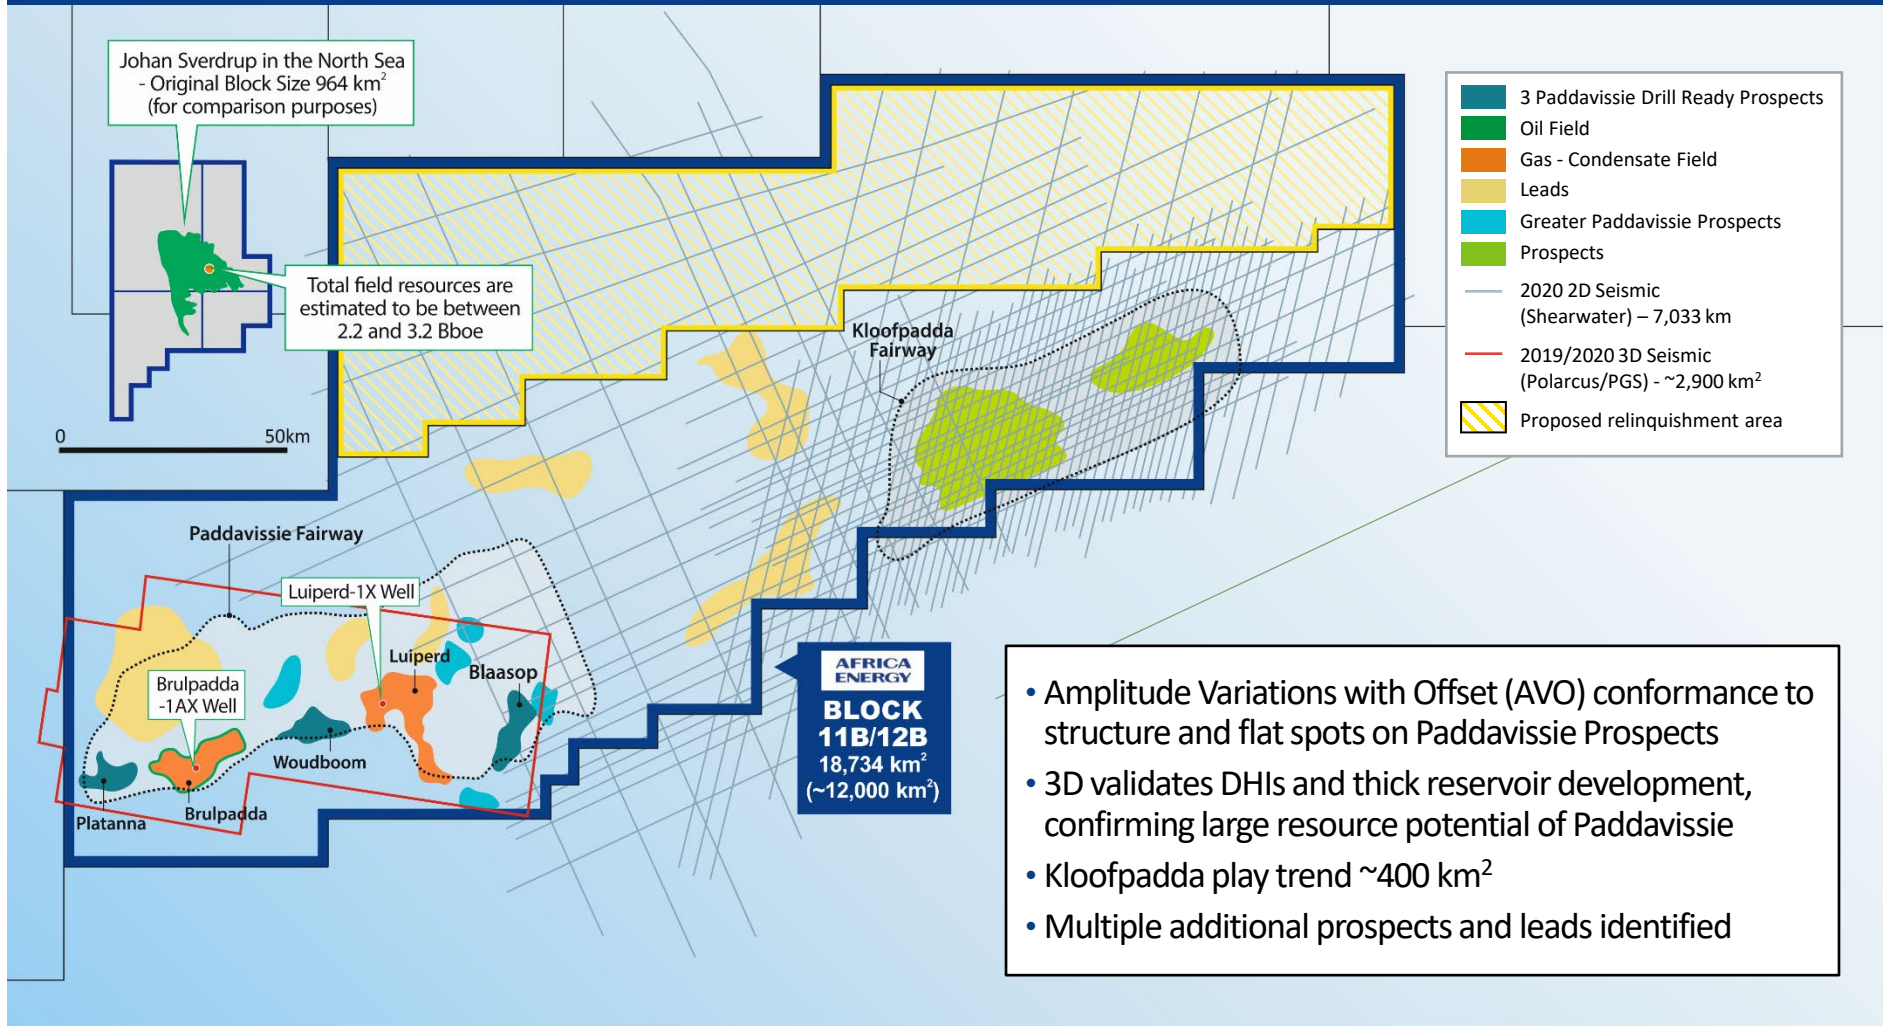 Johan Sverdrup in the North Sea
- Original Block Size 964 km²
(for comparison purposes)
Total field resources are
estimated to be between
2.2 and 3.2 Bboe
0 50km
3 Paddavissie Drill Ready Prospects
Oil Field
Gas - Condensate Field
Leads
Greater Paddavissie Prospects
Prospects
2020 2D Seismic
(Shearwater) – 7,033 km
2019/2020 3D Seismic
(Polarcus/PGS) - ~2,900 km²
Proposed relinquishment area
Kloofpadda
Fairway
Paddavissie Fairway
Luiperd-1X Well
Luiperd
Blaasop
Brulpadda
-1AX Well
Woudboom
Brulpadda
Platanna
AFRICA
ENERGY
BLOCK
11B/12B
18,734 km²
(~12,000 km²)
• Amplitude Variations with Offset (AVO) conformance to
structure and flat spots on Paddavissie Prospects
• 3D validates DHIs and thick reservoir development,
confirming large resource potential of Paddavissie
• Kloofpadda play trend ~400 km²
• Multiple additional prospects and leads identified